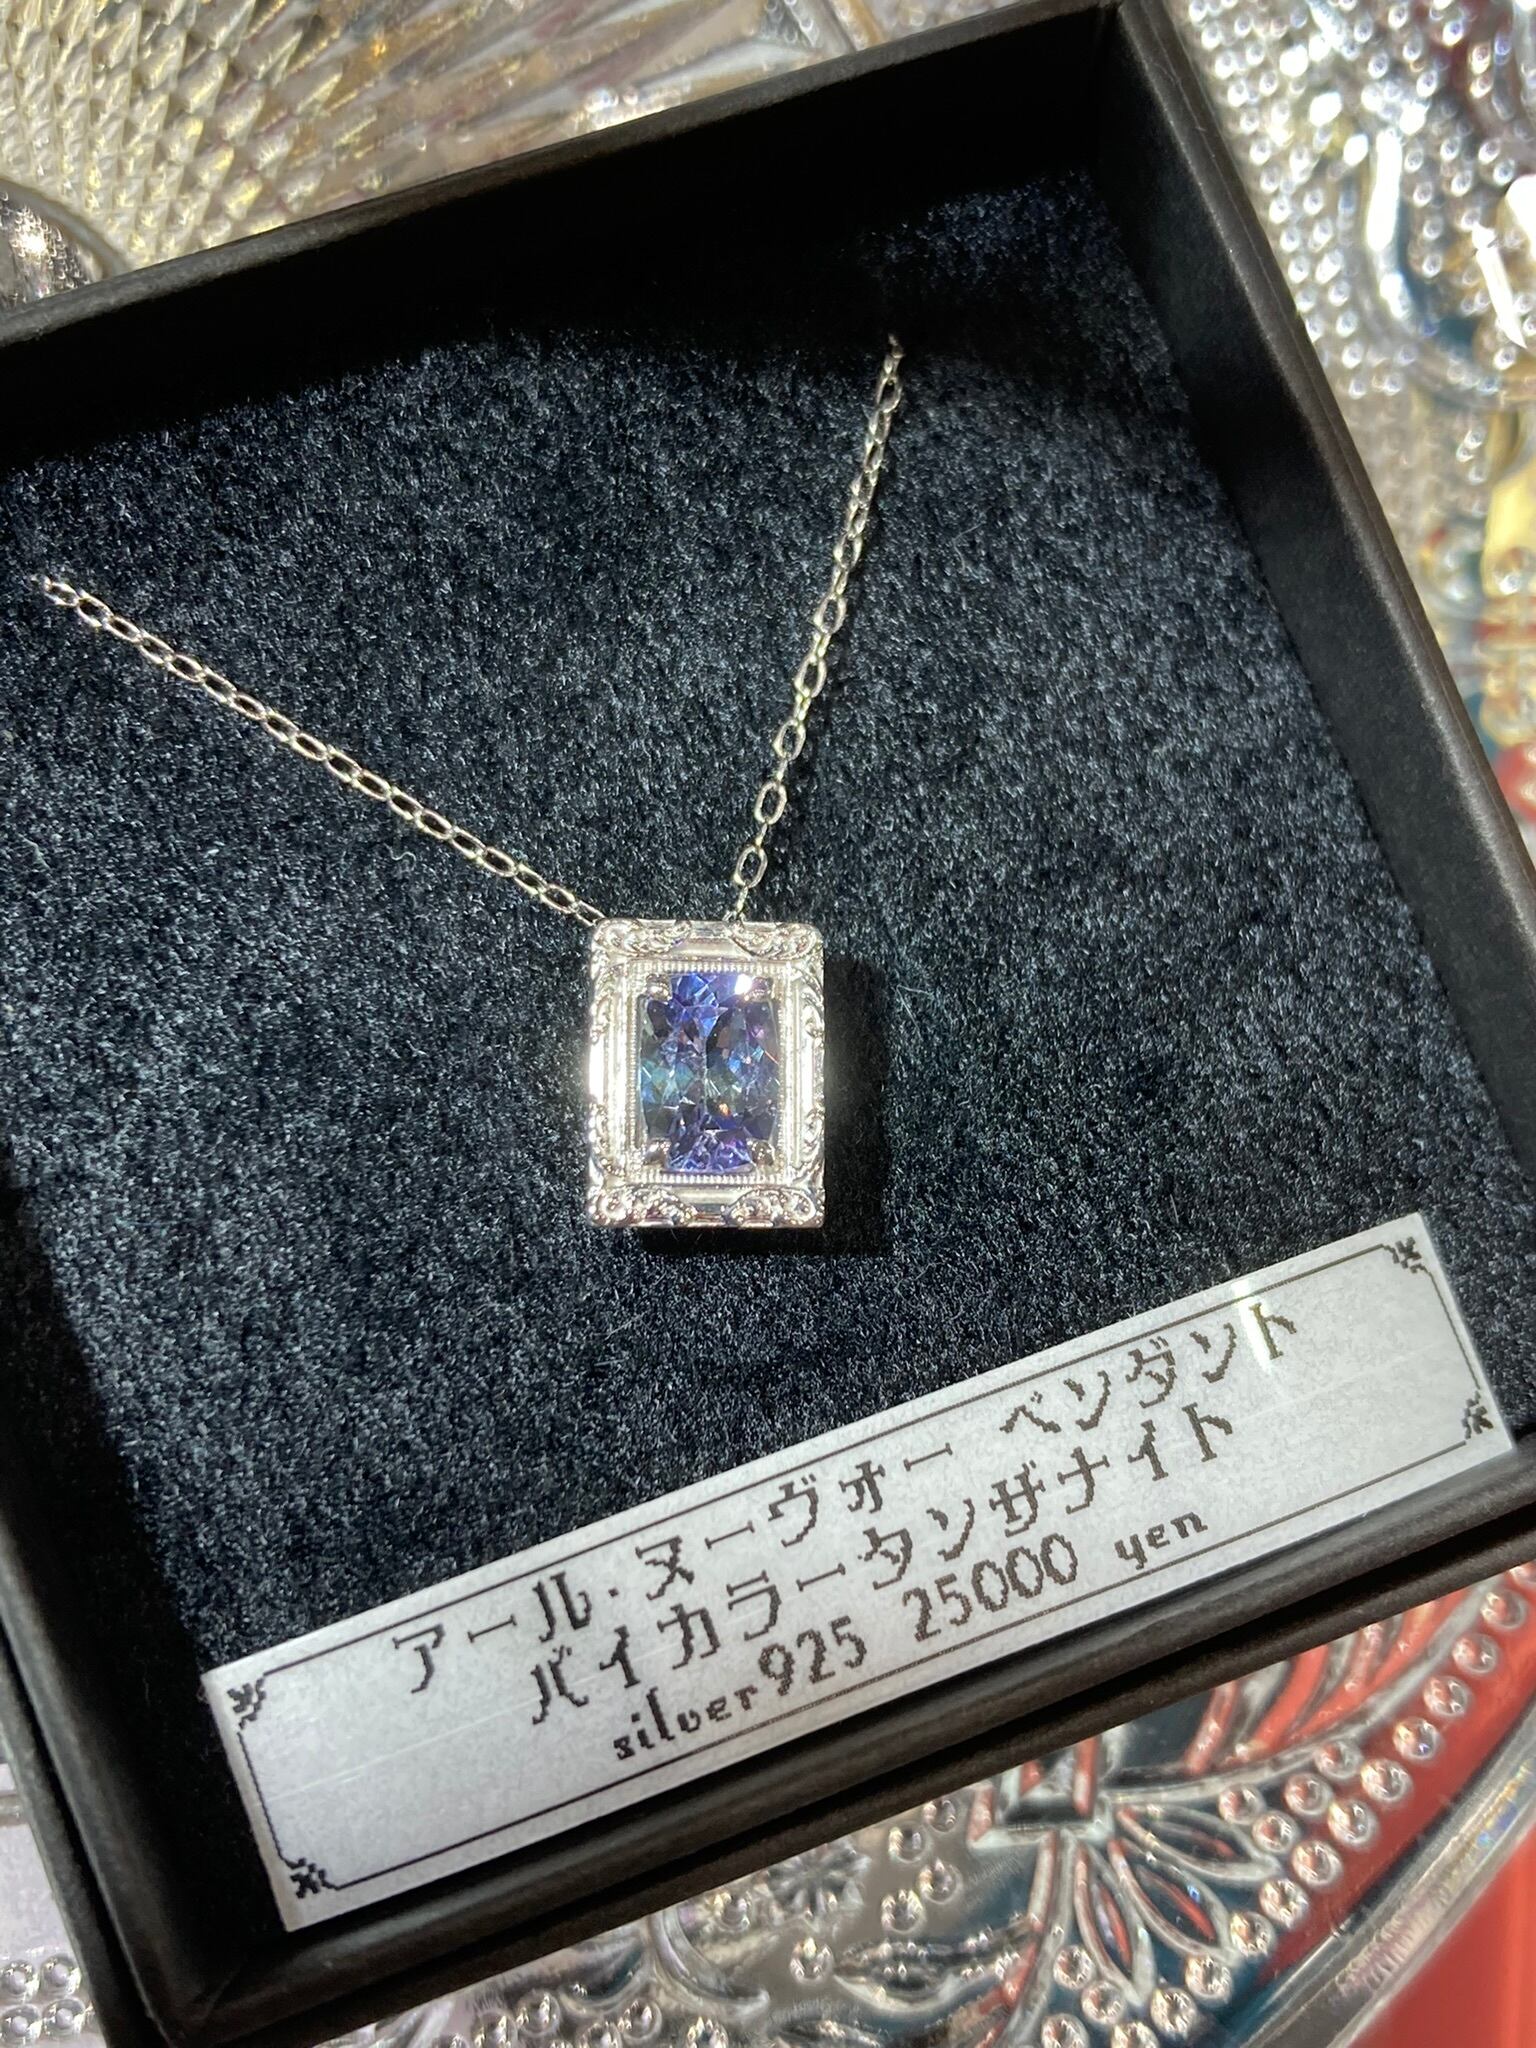 アール・ヌーヴォー ペンダント
バイカラータンザナイト
silver925 25000 yen